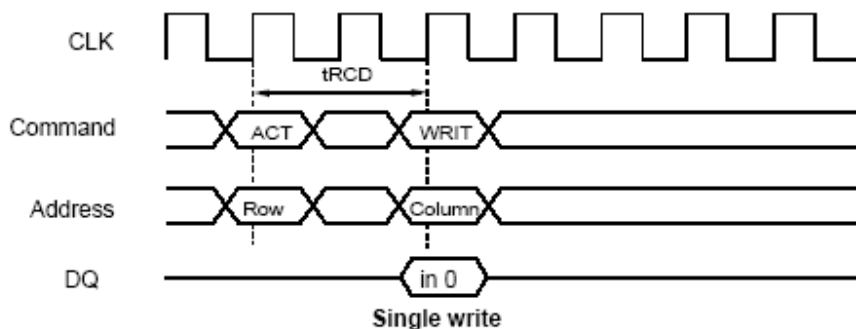 CLK
tRCD
Command ACT WRIT
Address Row Column
DQ in 0
Single write